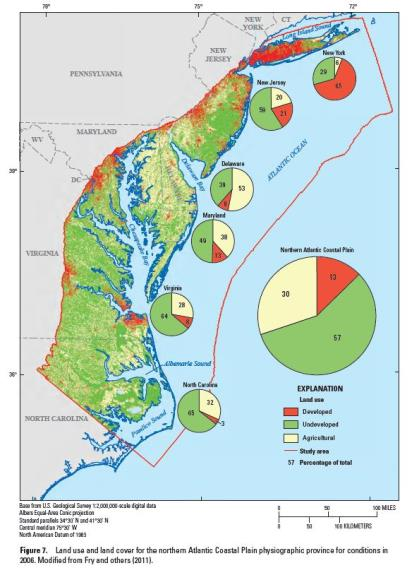 76°
75°
72°
NEW
YORK
CT
Long Island Sound
NEW
JERSEY
New York
6
29
65
PENNSYLVANIA
New Jersey
20
59
21
MARYLAND
WV
Delaware Bay
ATLANTIC OCEAN
Delaware
39
53
8
DC
Maryland
49
38
13
Chesapeake Bay
Northern Atlantic Coastal Plain
13
30
57
VIRGINIA
Virginia
28
64
8
36°
Albemarle Sound
North Carolina
32
65
3
NORTH CAROLINA
Pamlico Sound
EXPLANATION
Land use
Developed
Undeveloped
Agricultural
Study area
57 Percentage of total
Base from U.S. Geological Survey 1:2,000,000-scale digital data
Albers Equal-Area Conic projection
Standard parallels 34°30' N and 41°30' N
Central meridian 75°30' W
North American Datum of 1983
0 50 100 MILES
0 50 100 KILOMETERS
Figure 7. Land use and land cover for the northern Atlantic Coastal Plain physiographic province for conditions in
2006. Modified from Fry and others (2011).